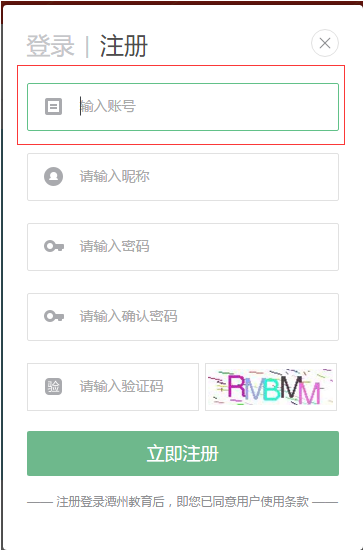 登录 | 注册
输入账号
请输入昵称
请输入密码
请输入确认密码
验 请输入验证码 RMBMM
立即注册
—— 注册登录潭州教育后，即您已同意用户使用条款 ——